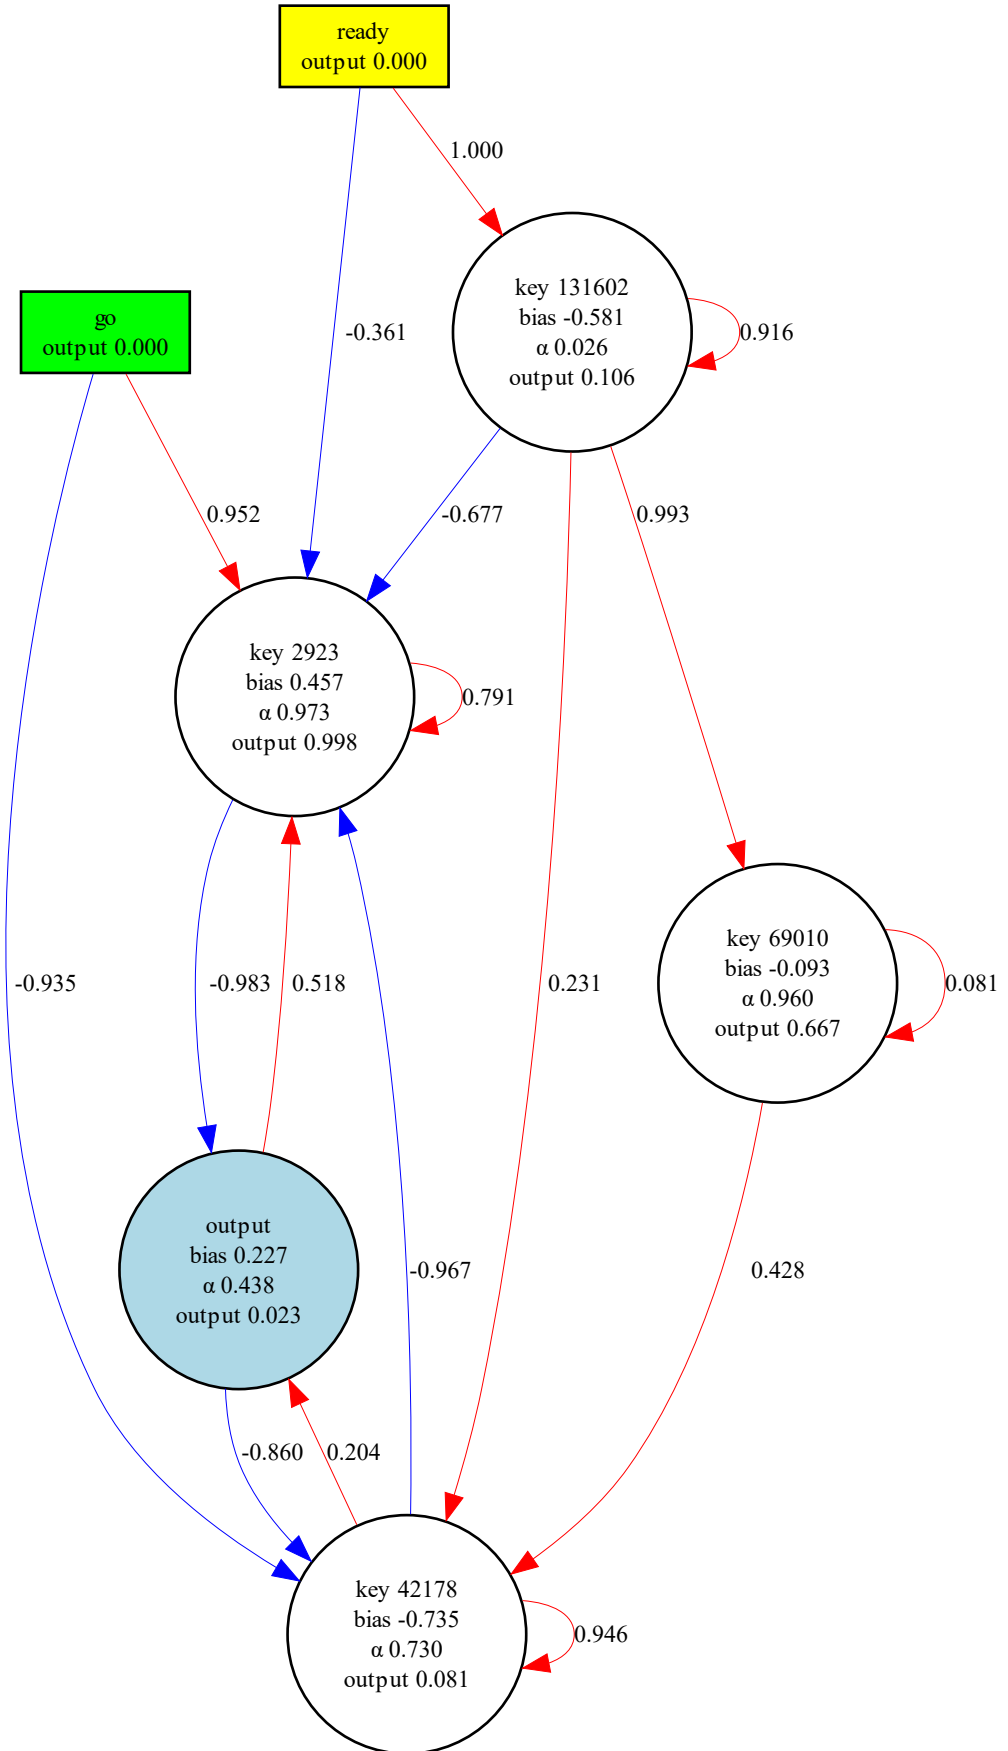 ready
output 0.000
1.000
key 131602
bias -0.581
α 0.026
output 0.106
0.916
go
output 0.000
-0.361
0.952
-0.677
0.993
key 2923
bias 0.457
α 0.973
output 0.998
0.791
key 69010
bias -0.093
α 0.960
output 0.667
0.081
-0.935
-0.983
0.518
0.231
output
bias 0.227
α 0.438
output 0.023
-0.967
0.428
-0.860
0.204
key 42178
bias -0.735
α 0.730
output 0.081
0.946